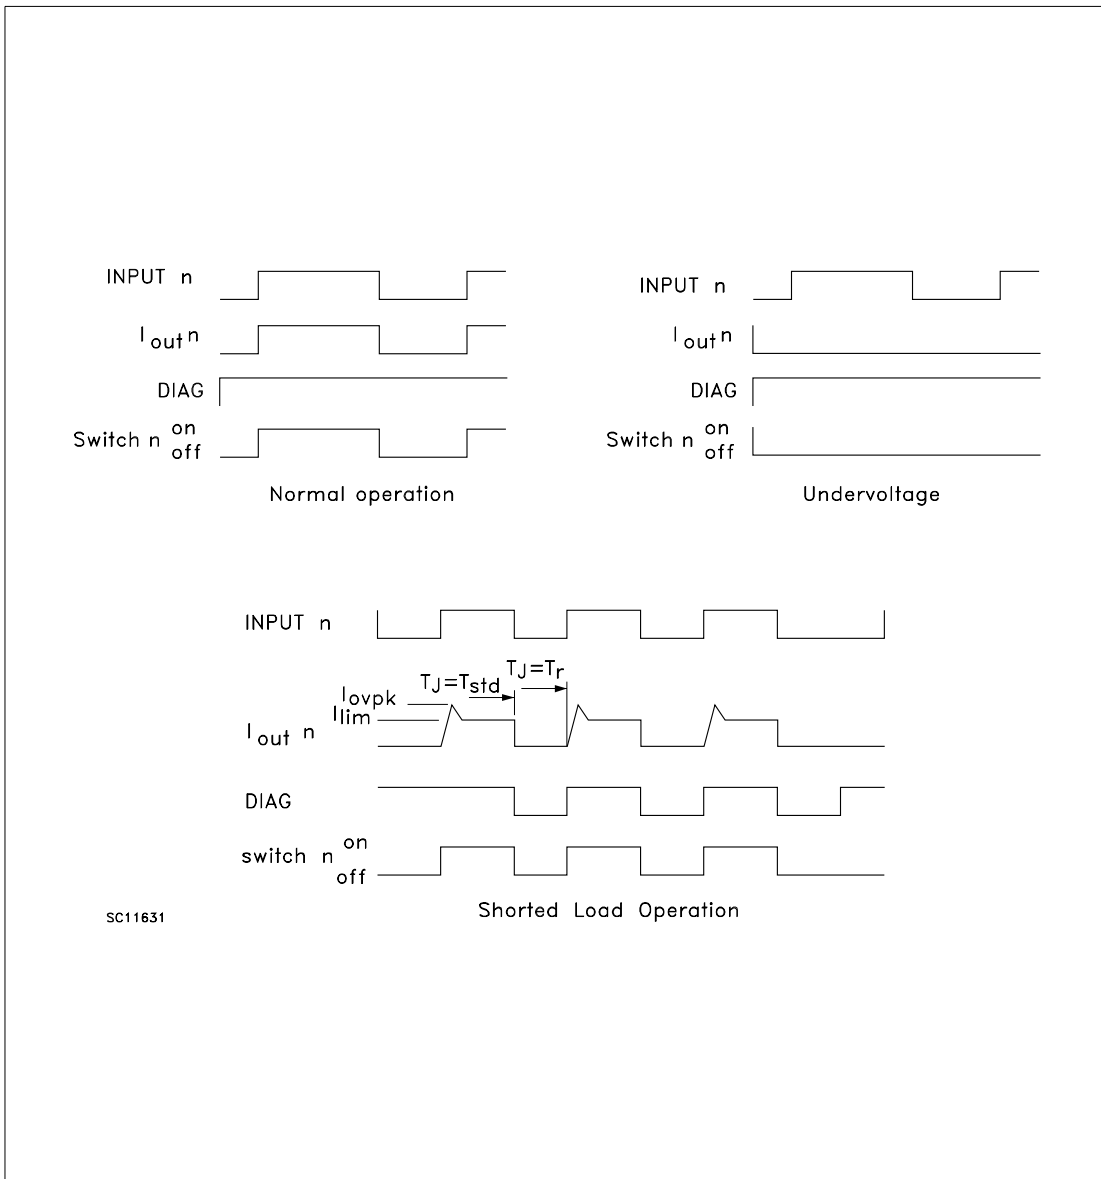 INPUT n
I out n
DIAG
Switch n on off
Normal operation
INPUT n
I out n
DIAG
Switch n on off
Undervoltage
INPUT n
TJ=Tstd
TJ=Tr
Iovpk
Ilim
I out n
DIAG
switch n on off
Shorted Load Operation
SC11631